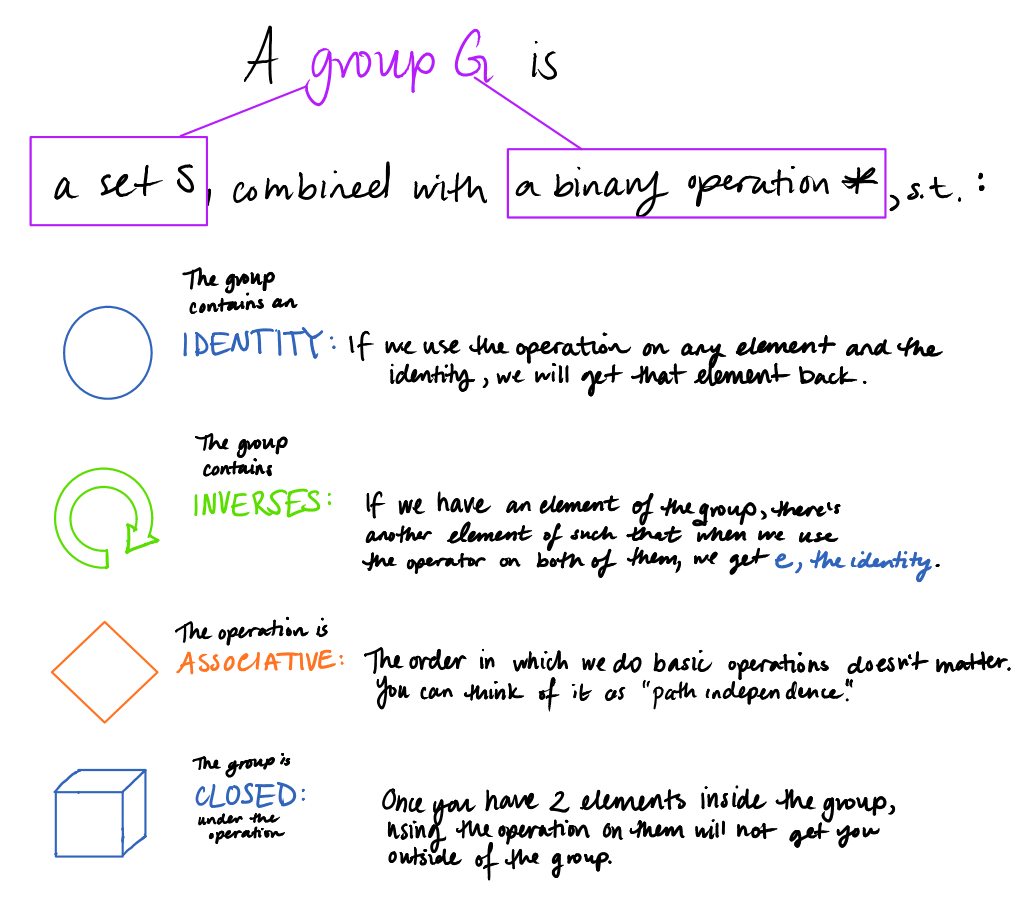 A group G is
a set S, combined with a binary operation *, s.t. :
The group
contains an
IDENTITY: If we use the operation on any element and the
identity, we will get that element back.
The group
contains
INVERSES: If we have an element of the group, there's
another element of such that when we use
the operator on both of them, we get e, the identity.
The operation is
ASSOCIATIVE: The order in which we do basic operations doesn't matter.
You can think of it as "path independence."
The group is
CLOSED: Once you have 2 elements inside the group,
under the
operation
using the operation on them will not get you
outside of the group.